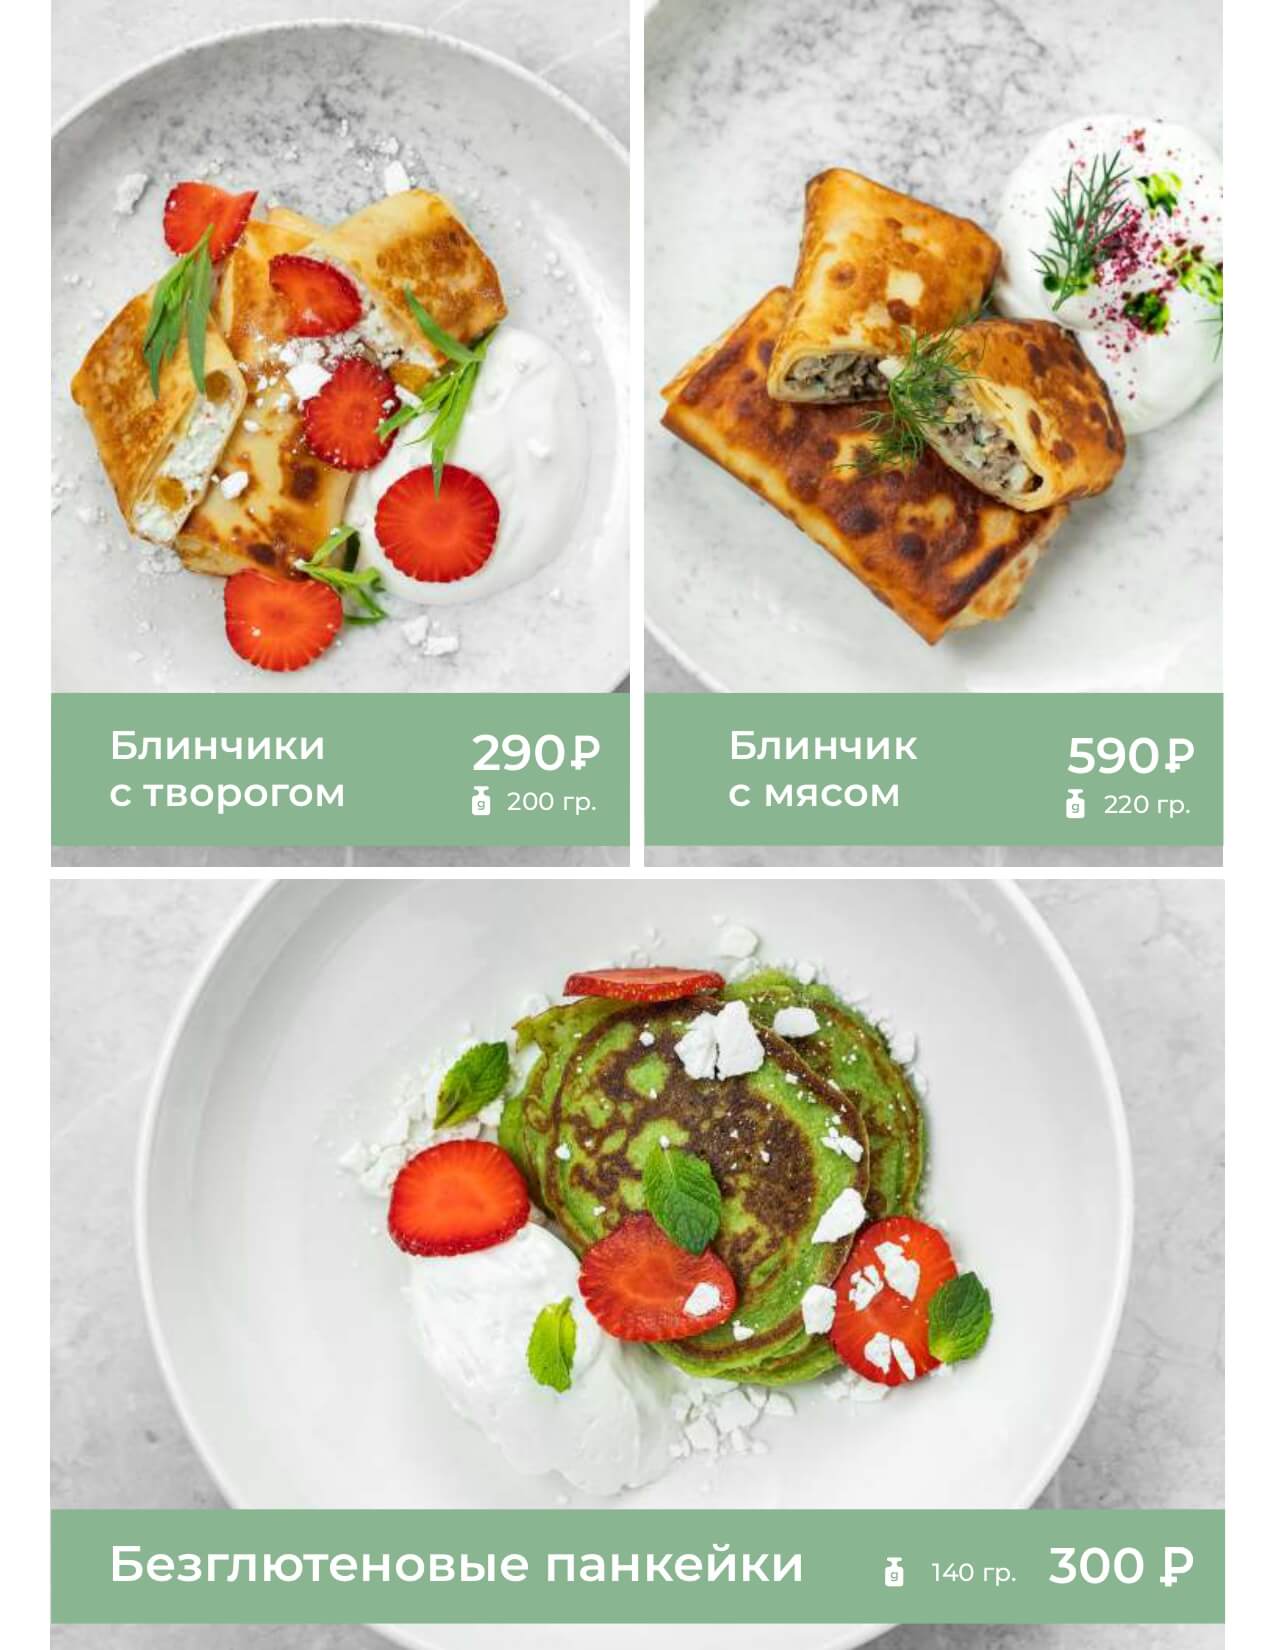 Блинчики
с творогом
290₽
g 200 гр.
Блинчик
с мясом
590₽
g 220 гр.
Безглютеновые панкейки
g 140 гр. 300 ₽